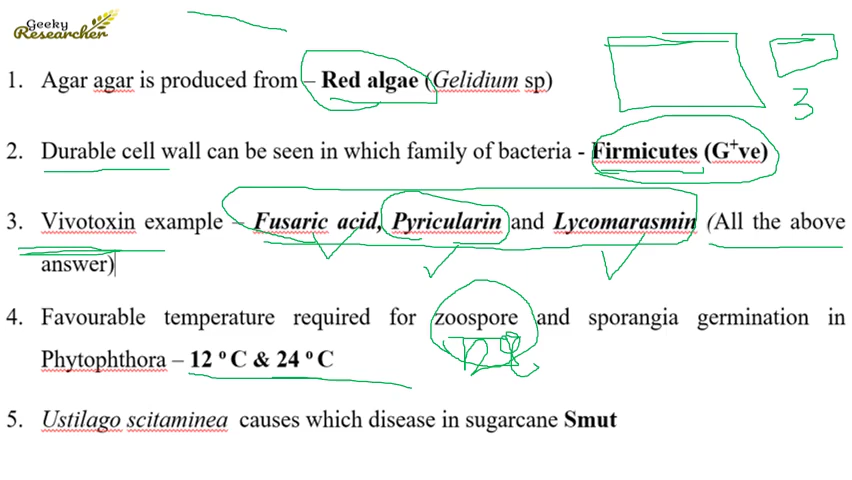 Geeky
Researcher
1. Agar agar is produced from – Red algae (Gelidium sp)
3
2. Durable cell wall can be seen in which family of bacteria - Firmicutes (G+ve)
3. Vivotoxin example – Fusaric acid, Pyricularin and Lycomarasmin (All the above
answer)
4. Favourable temperature required for zoospore and sporangia germination in
Phytophthora – 12 ⁰ C & 24 ⁰ C
5. Ustilago scitaminea causes which disease in sugarcane Smut